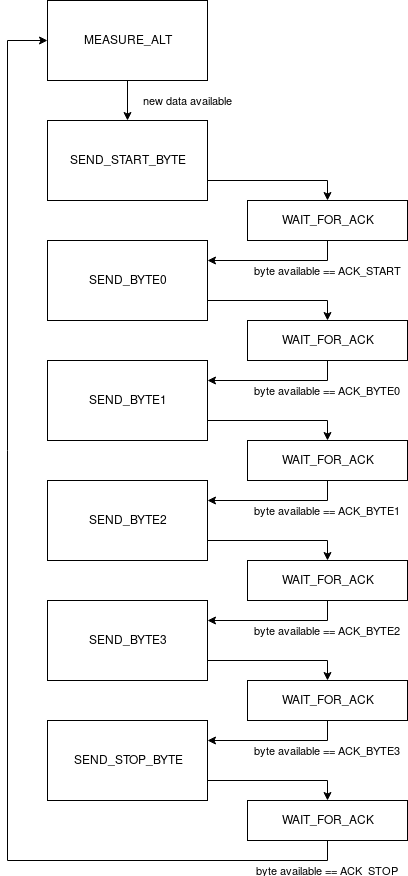 MEASURE_ALT
new data available
SEND_START_BYTE
WAIT_FOR_ACK
byte available == ACK_START
SEND_BYTE0
WAIT_FOR_ACK
byte available == ACK_BYTE0
SEND_BYTE1
WAIT_FOR_ACK
byte available == ACK_BYTE1
SEND_BYTE2
WAIT_FOR_ACK
byte available == ACK_BYTE2
SEND_BYTE3
WAIT_FOR_ACK
byte available == ACK_BYTE3
SEND_STOP_BYTE
WAIT_FOR_ACK
byte available == ACK_STOP